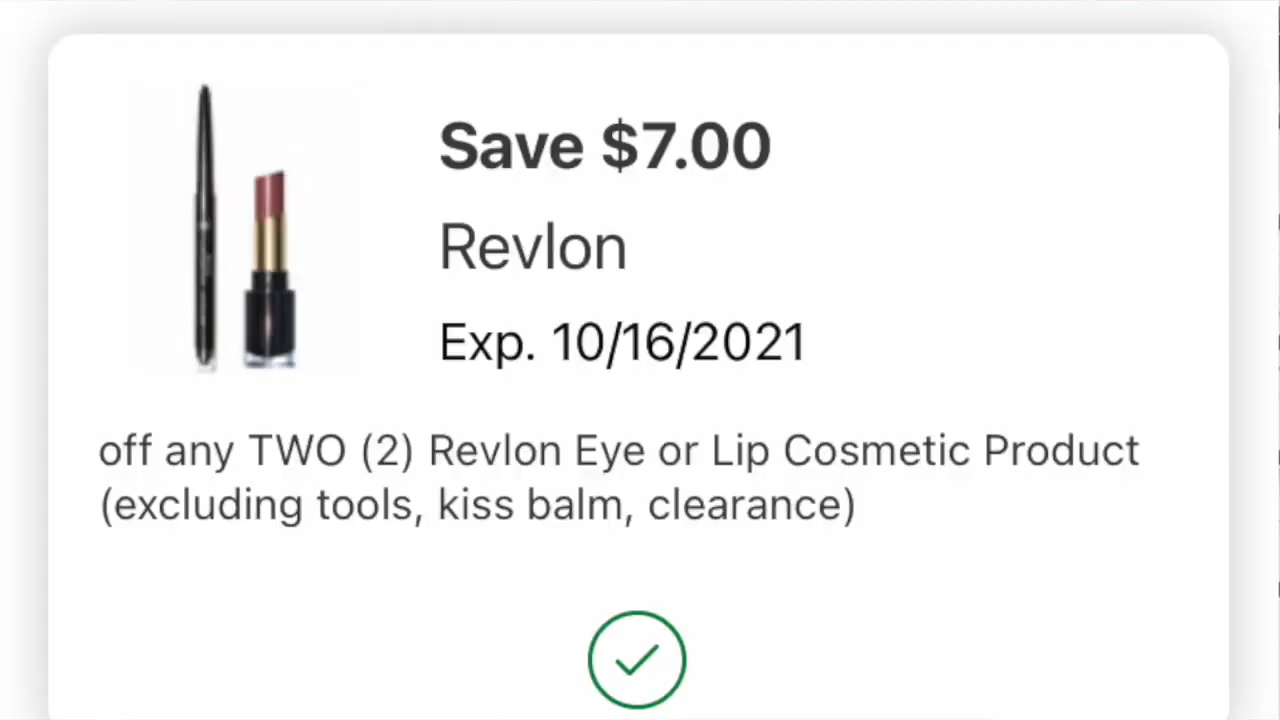 Save $7.00
Revlon
Exp. 10/16/2021
off any TWO (2) Revlon Eye or Lip Cosmetic Product
(excluding tools, kiss balm, clearance)